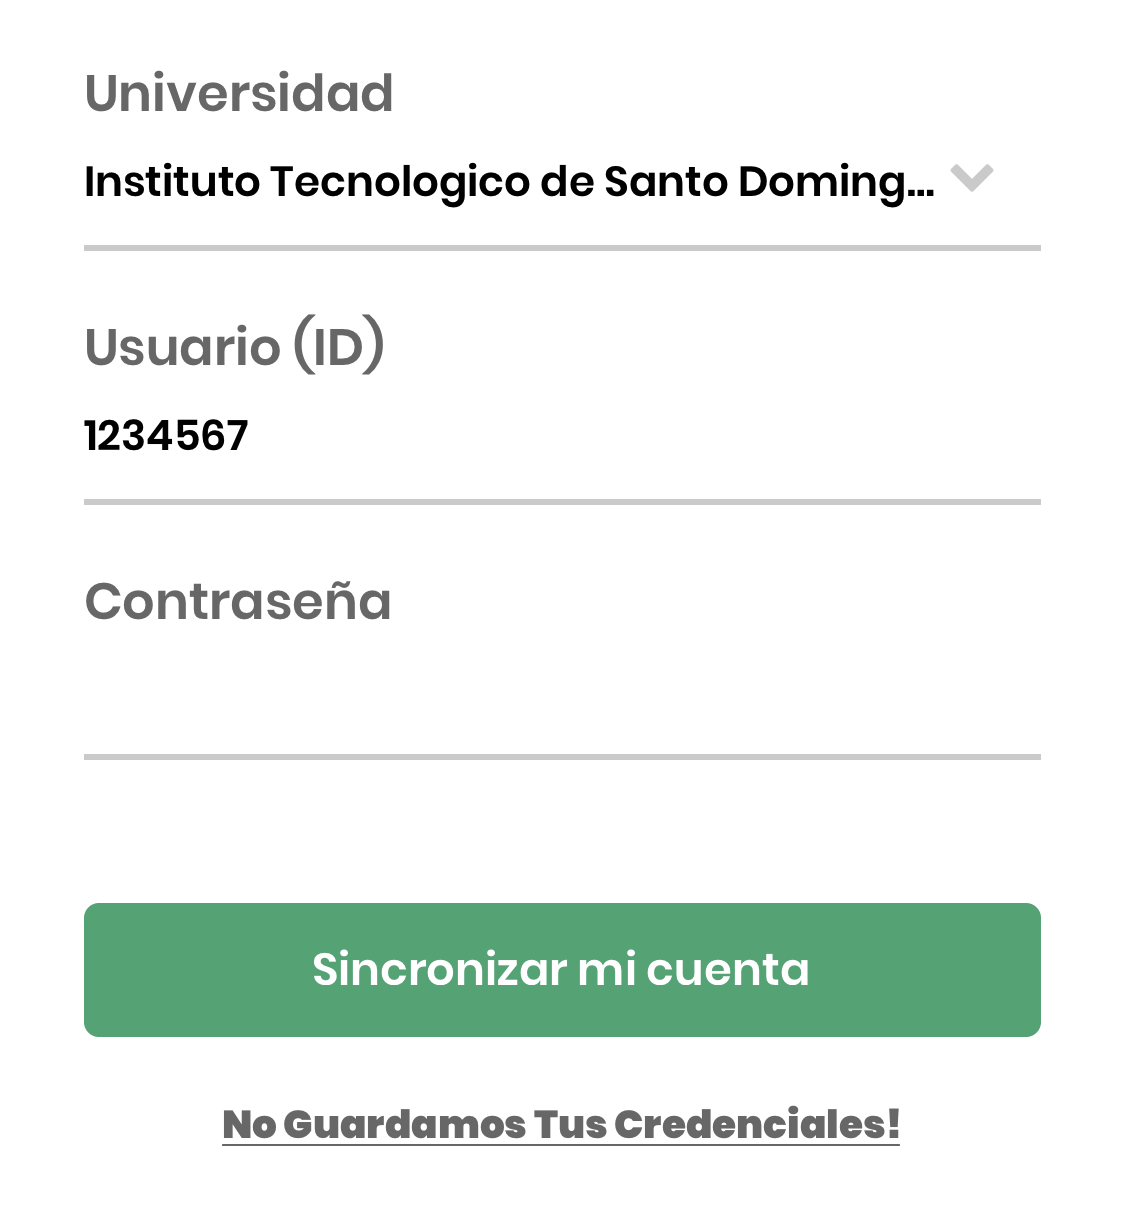 Universidad
Instituto Tecnologico de Santo Doming...
Usuario (ID)
1234567
Contraseña
Sincronizar mi cuenta
No Guardamos Tus Credenciales!